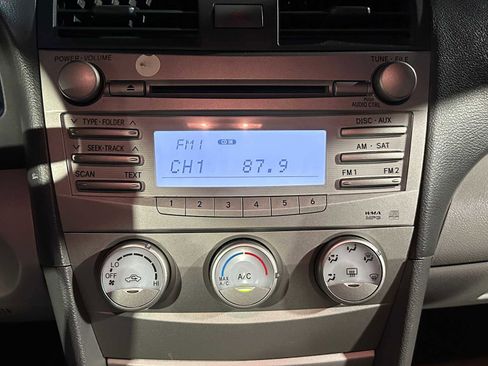 POWER·VOLUME
TUNE·FILE
PUSH
AUDIO CTRL
∨ TYPE·FOLDER ∧
DISC·AUX
∨ SEEK·TRACK ∧
AM·SAT
SCAN TEXT
FM1 FM2
FM1
CH1 87.9
1 2 3 4 5 6
WMA
MP3
LO
OFF
HI
MAX A/C
A/C